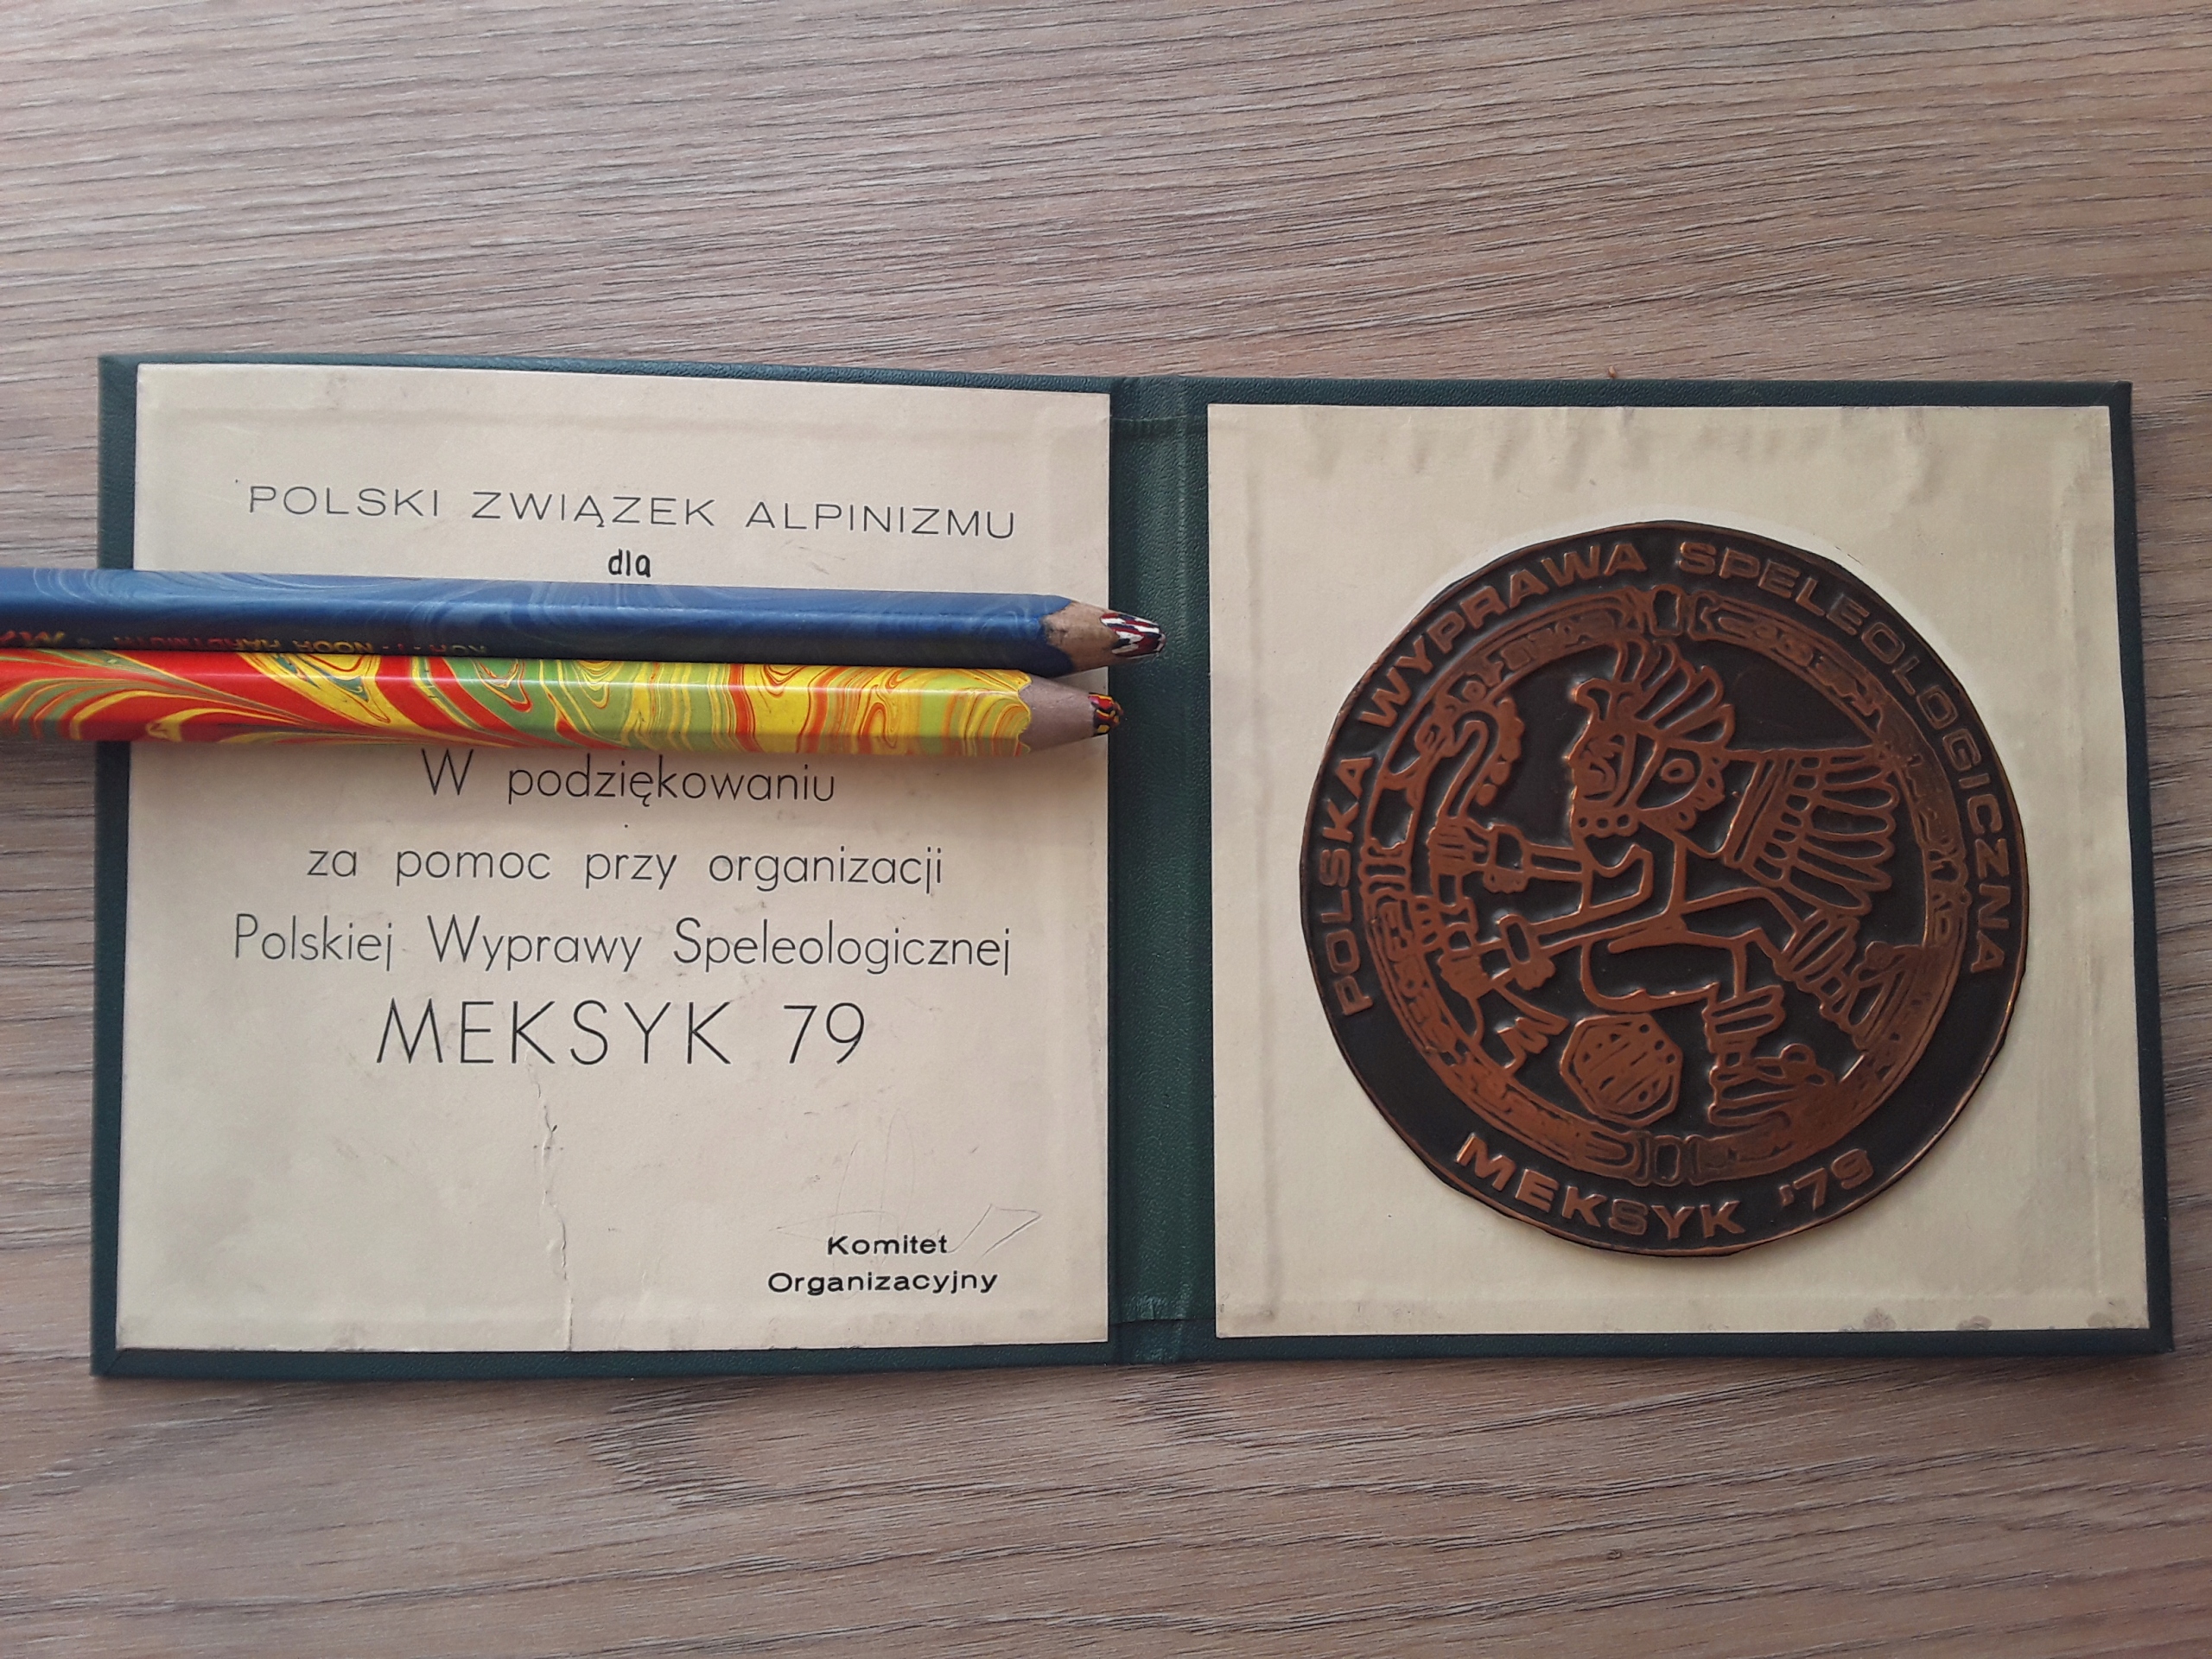 POLSKI ZWIĄZEK ALPINIZMU
dla
W podziękowaniu
za pomoc przy organizacji
Polskiej Wyprawy Speleologicznej
MEKSYK 79
Komitet
Organizacyjny
POLSKA WYPRAWA SPELEOLOGICZNA
MEKSYK '79